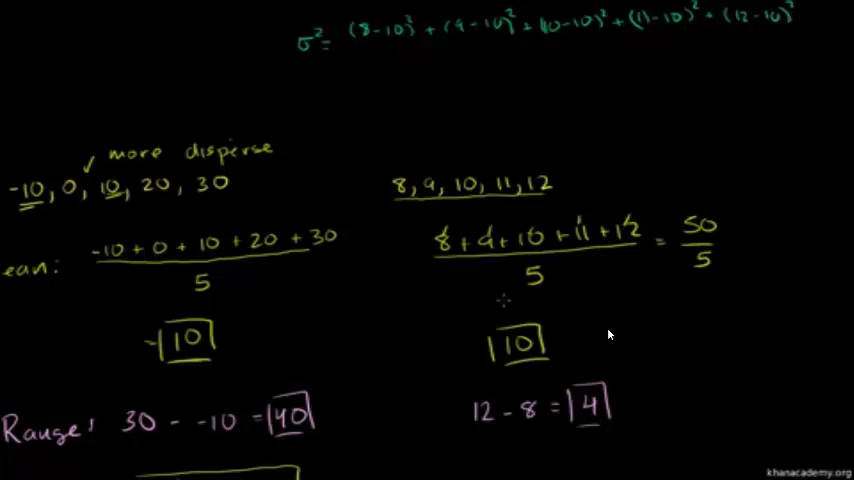 σ² = (8-10)² + (9-10)² + (10-10)² + (11-10)² + (12-10)²
more disperse
-10, 0, 10, 20, 30
8, 9, 10, 11, 12
ean: -10 + 0 + 10 + 20 + 30 / 5
8 + 9 + 10 + 11 + 12 / 5 = 50 / 5
10
10
Range: 30 - -10 = 40
12 - 8 = 4
khanacademy.org